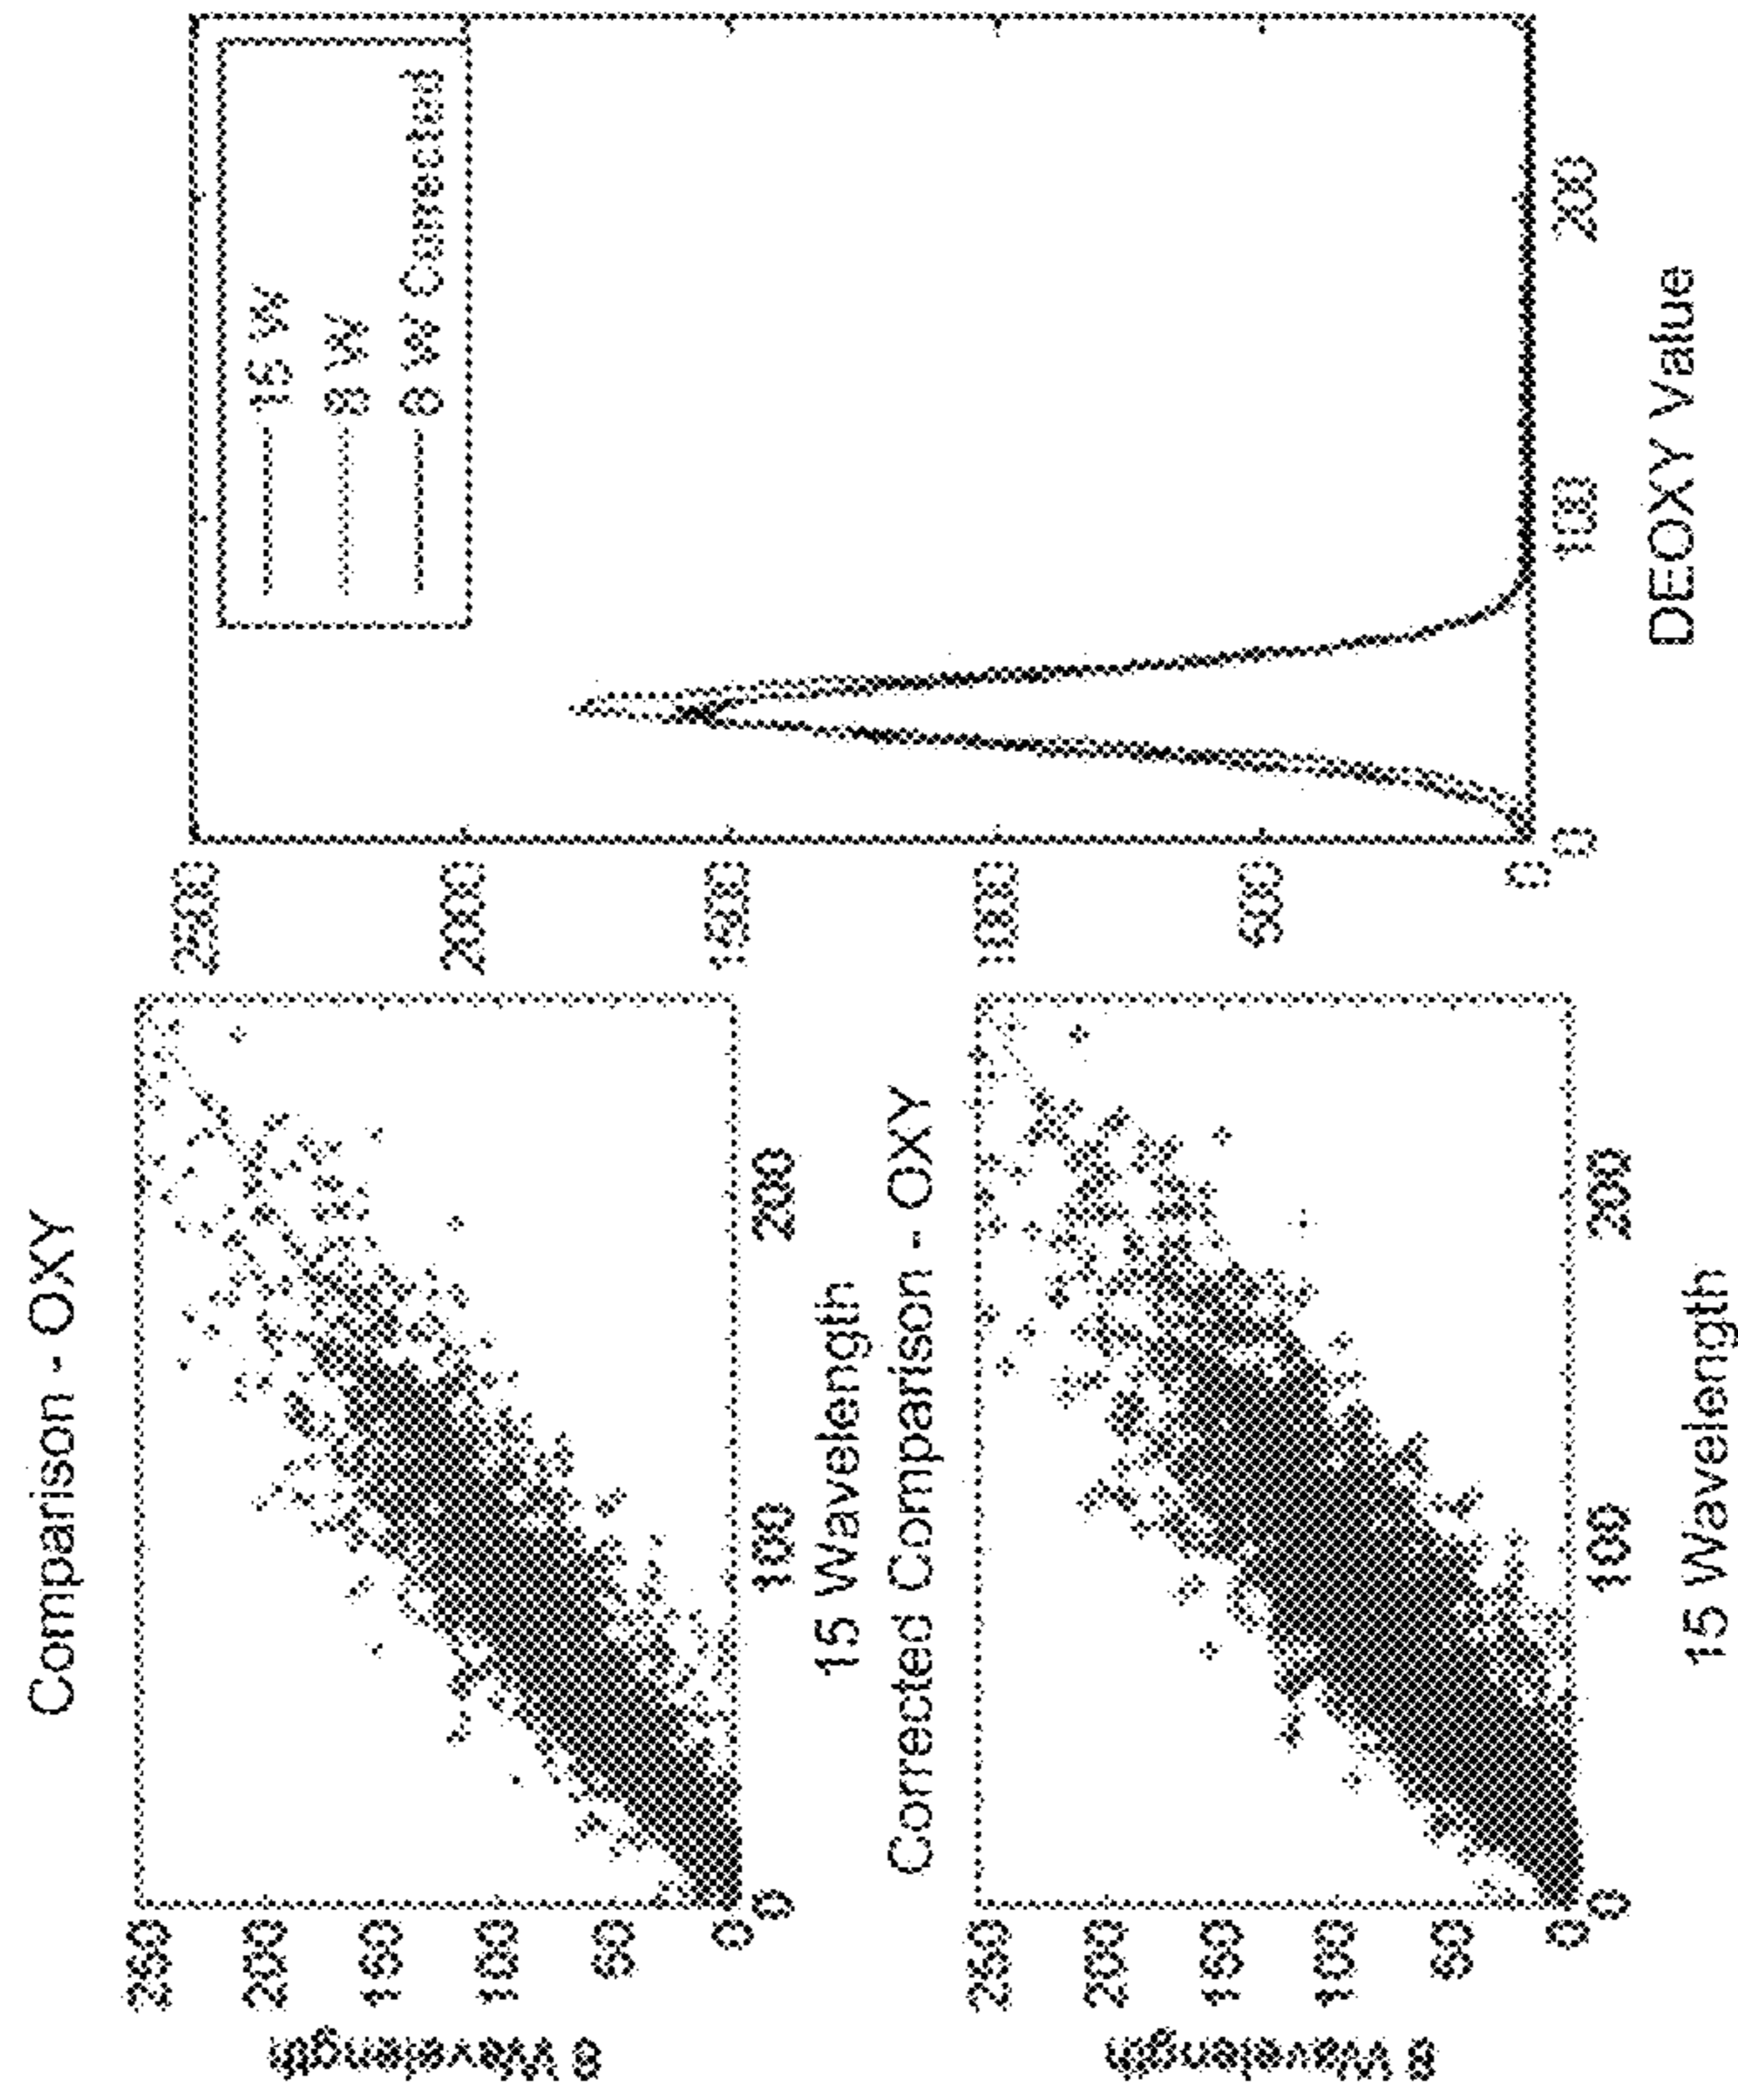 Comparison - OXY
250
200
150
100
50
0
8 Wavelength
0
100
200
15 Wavelength
Corrected Comparison - OXY
250
200
150
100
50
0
8 Wavelength
0
100
200
15 Wavelength
2500
2000
1500
1000
500
0
15 W
8 W
8 W Corrected
0
100
200
DEOXY Value